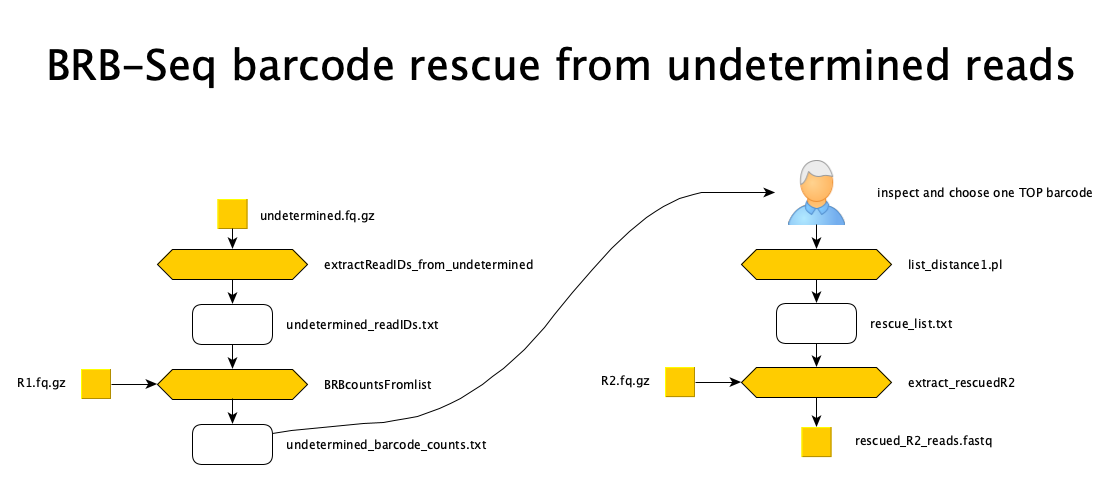 BRB-Seq barcode rescue from undetermined reads
undetermined.fq.gz
extractReadIDs_from_undetermined
undetermined_readIDs.txt
R1.fq.gz
BRBcountsFromlist
undetermined_barcode_counts.txt
inspect and choose one TOP barcode
list_distance1.pl
rescue_list.txt
R2.fq.gz
extract_rescuedR2
rescued_R2_reads.fastq